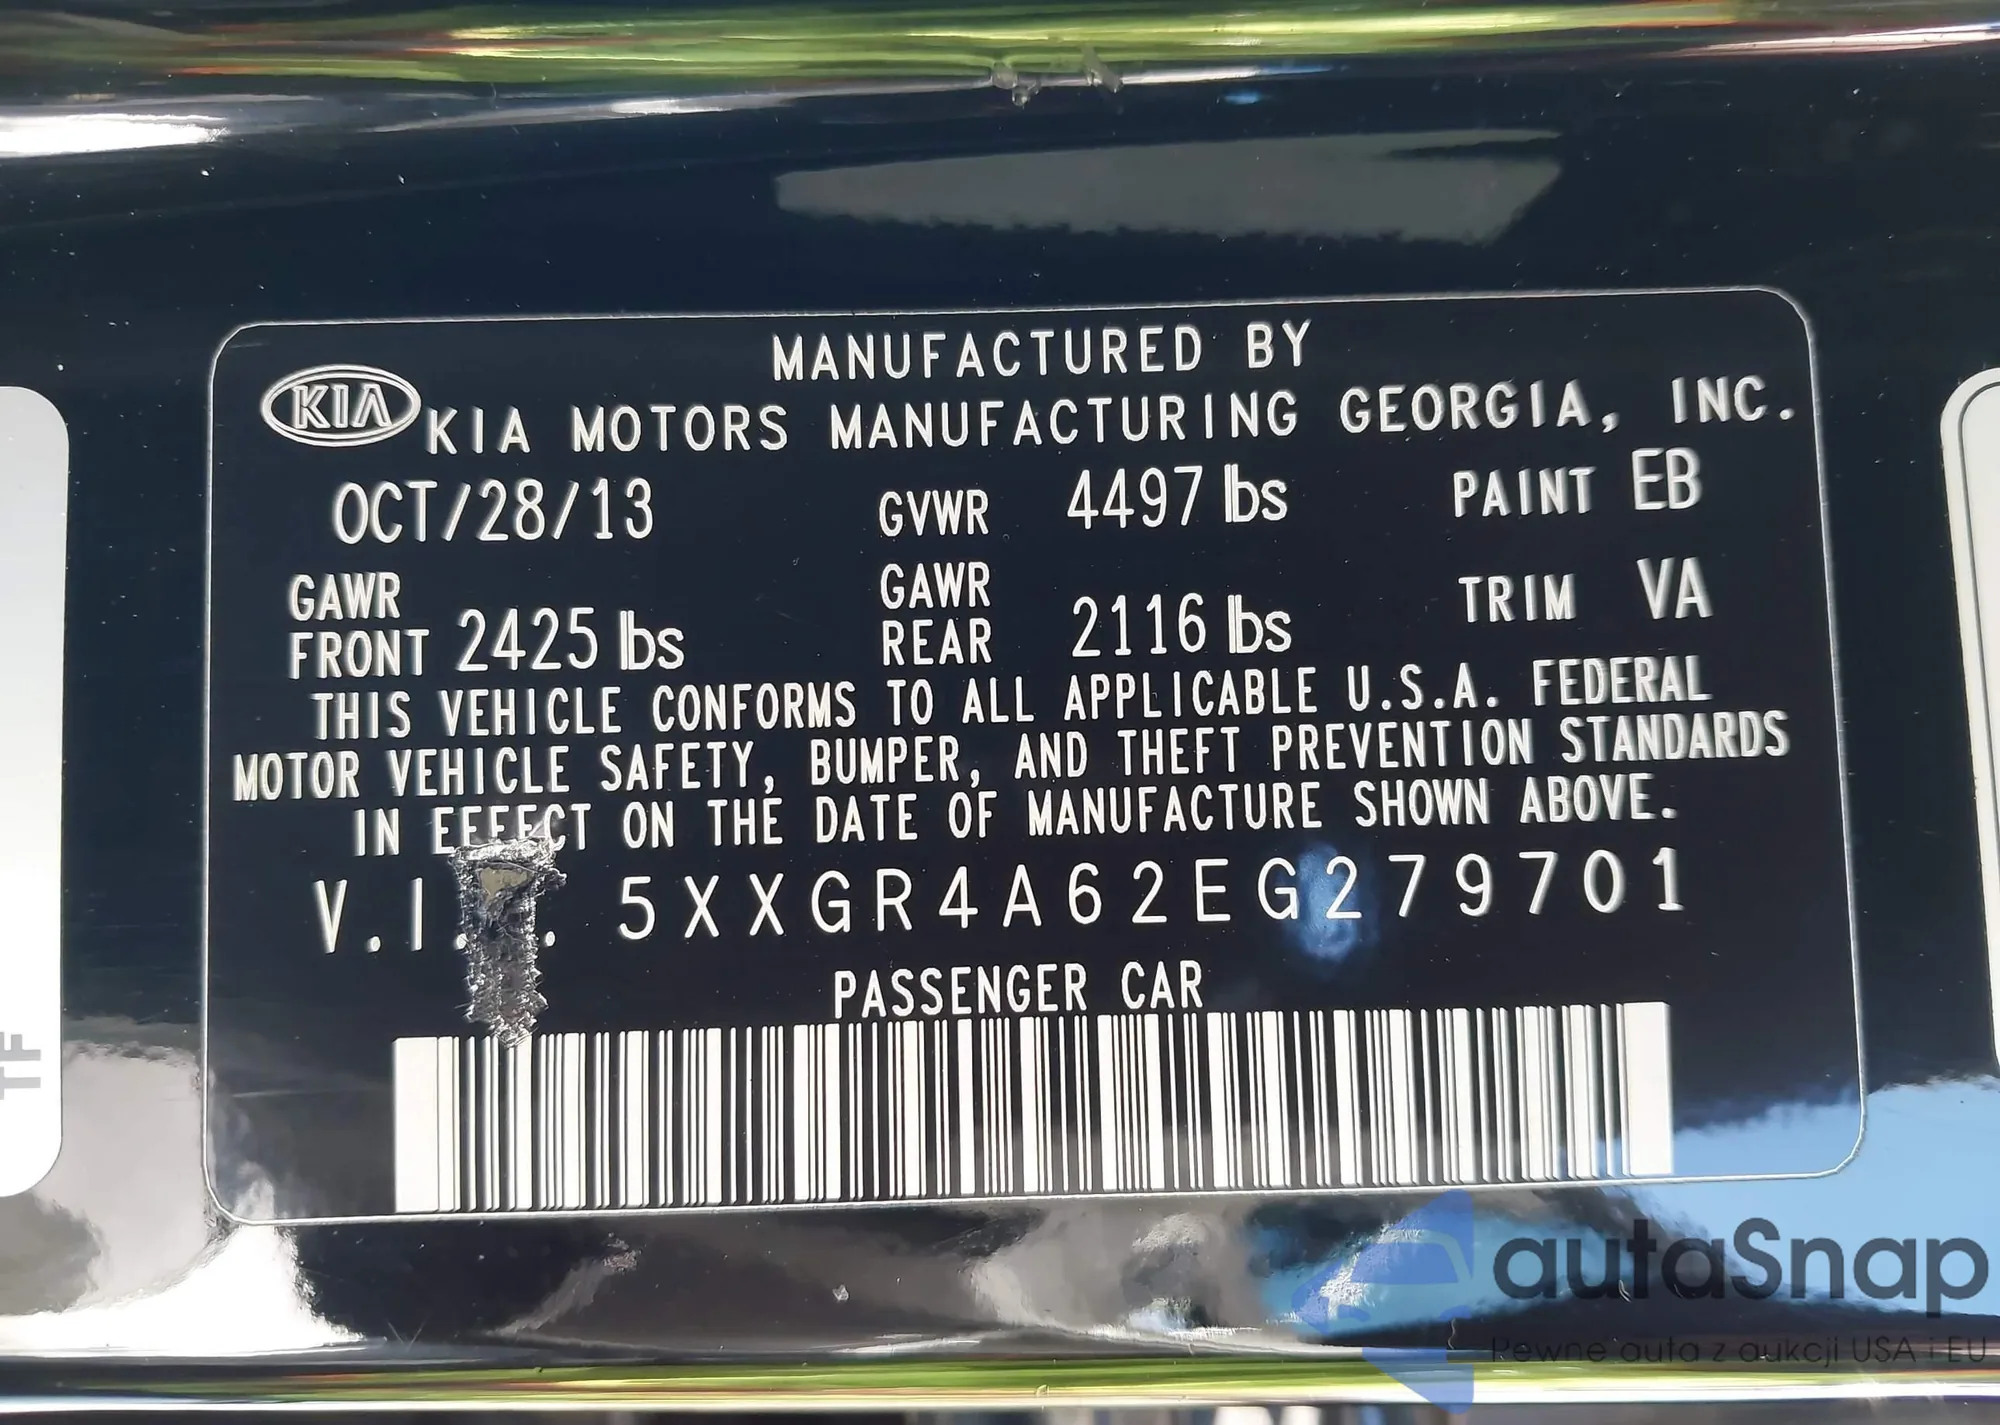 MANUFACTURED BY
KIA KIA MOTORS MANUFACTURING GEORGIA, INC.
OCT/28/13 GVWR 4497 lbs PAINT EB
GAWR FRONT 2425 lbs GAWR REAR 2116 lbs TRIM VA
THIS VEHICLE CONFORMS TO ALL APPLICABLE U.S.A. FEDERAL
MOTOR VEHICLE SAFETY, BUMPER, AND THEFT PREVENTION STANDARDS
IN EFFECT ON THE DATE OF MANUFACTURE SHOWN ABOVE.
V.I. . 5XXGR4A62EG279701
PASSENGER CAR
TF
autaSnap
Pewne auta z aukcji USA i EU